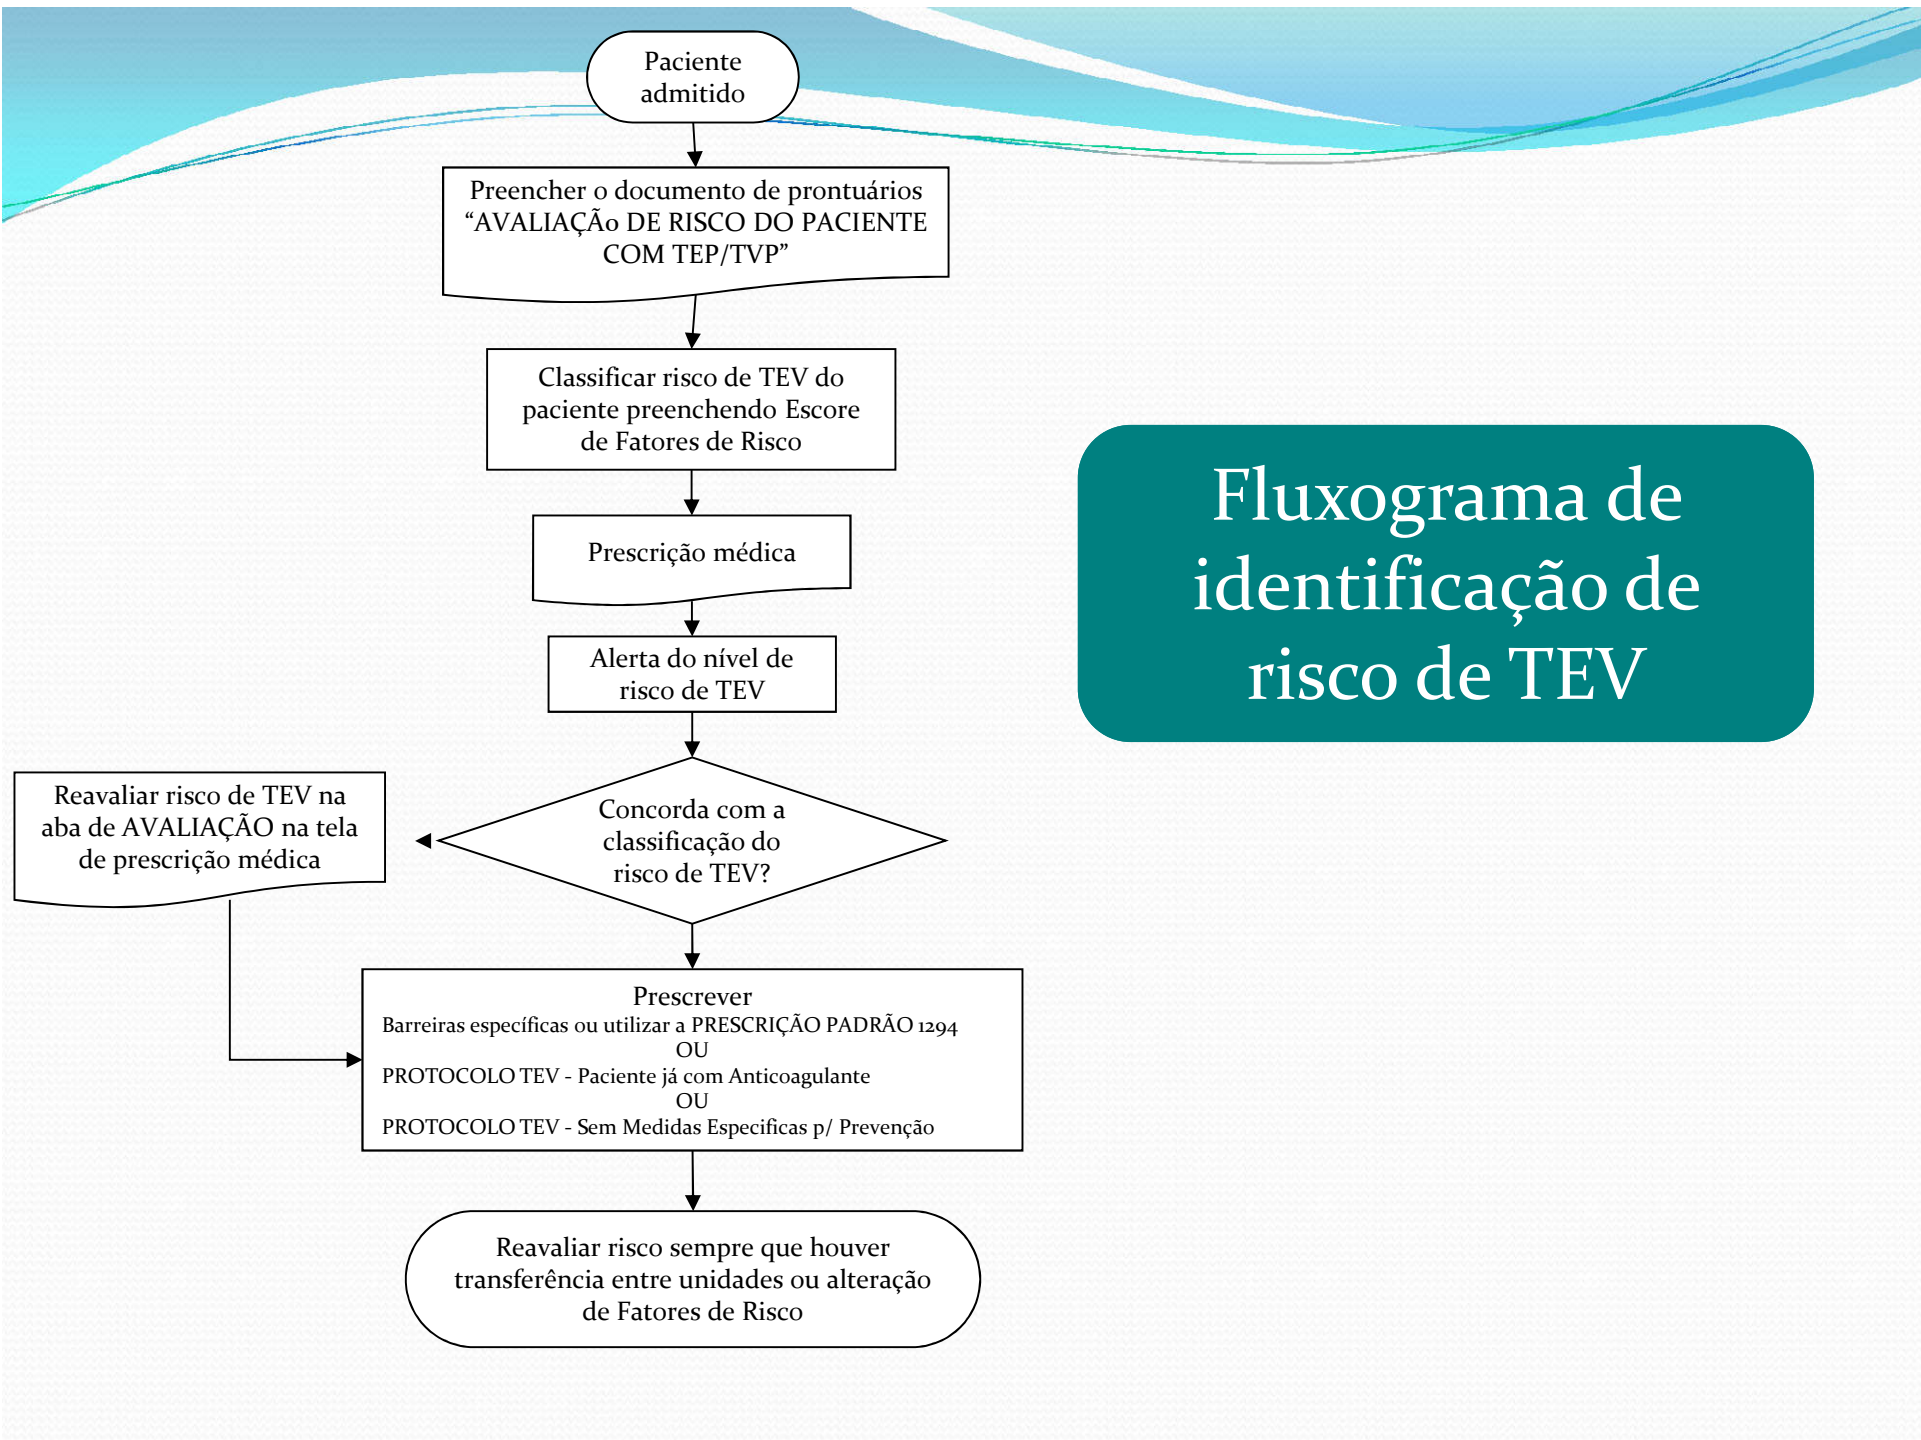 Paciente
admitido
Preencher o documento de prontuários
“AVALIAÇÃo DE RISCO DO PACIENTE
COM TEP/TVP”
Classificar risco de TEV do
paciente preenchendo Escore
de Fatores de Risco
Prescrição médica
Alerta do nível de
risco de TEV
Concorda com a
classificação do
risco de TEV?
Reavaliar risco de TEV na
aba de AVALIAÇÃO na tela
de prescrição médica
Prescrever
Barreiras específicas ou utilizar a PRESCRIÇÃO PADRÃO 1294
OU
PROTOCOLO TEV - Paciente já com Anticoagulante
OU
PROTOCOLO TEV - Sem Medidas Especificas p/ Prevenção
Reavaliar risco sempre que houver
transferência entre unidades ou alteração
de Fatores de Risco
Fluxograma de
identificação de
risco de TEV